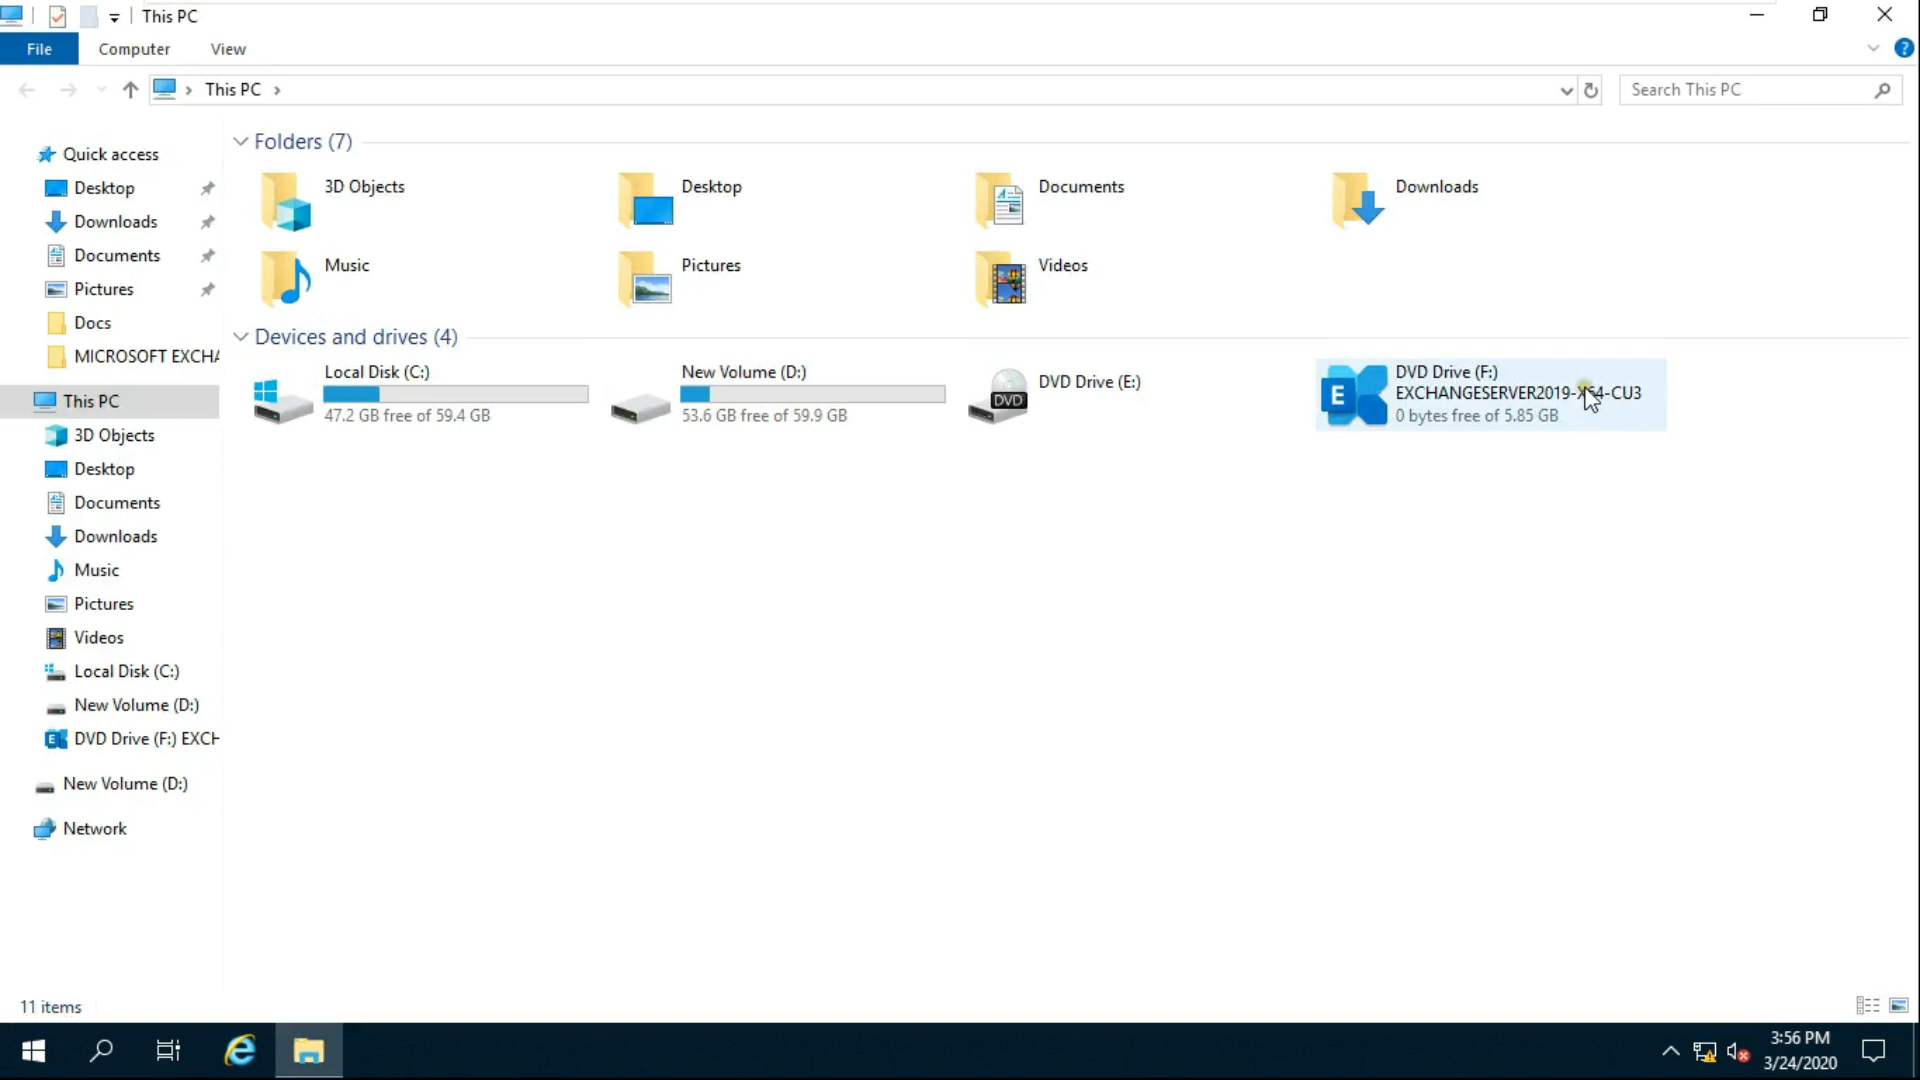 This PC
File
Computer
View
This PC
Search This PC
Quick access
Desktop
Downloads
Documents
Pictures
Docs
MICROSOFT EXCHA
This PC
3D Objects
Desktop
Documents
Downloads
Music
Pictures
Videos
Local Disk (C:)
New Volume (D:)
DVD Drive (F:) EXCH
New Volume (D:)
Network
Folders (7)
3D Objects
Desktop
Documents
Downloads
Music
Pictures
Videos
Devices and drives (4)
Local Disk (C:)
47.2 GB free of 59.4 GB
New Volume (D:)
53.6 GB free of 59.9 GB
DVD
DVD Drive (E:)
E
DVD Drive (F:)
EXCHANGESERVER2019-X64-CU3
0 bytes free of 5.85 GB
11 items
3:56 PM
3/24/2020